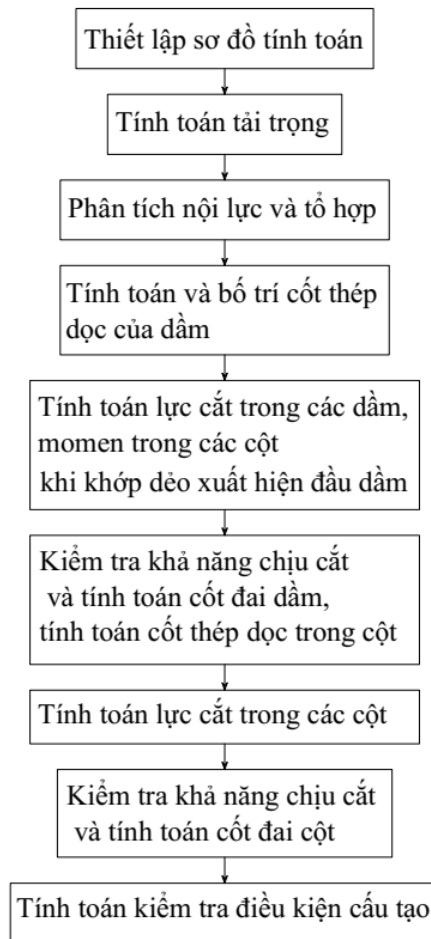 Thiết lập sơ đồ tính toán
Tính toán tải trọng
Phân tích nội lực và tổ hợp
Tính toán và bố trí cốt thép
dọc của dầm
Tính toán lực cắt trong các dầm,
momen trong các cột
khi khớp dẻo xuất hiện đầu dầm
Kiểm tra khả năng chịu cắt
và tính toán cốt đai dầm,
tính toán cốt thép dọc trong cột
Tính toán lực cắt trong các cột
Kiểm tra khả năng chịu cắt
và tính toán cốt đai cột
Tính toán kiểm tra điều kiện cấu tạo